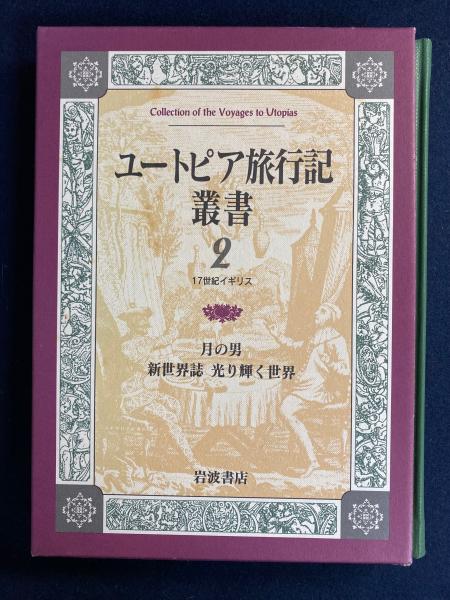 Collection of the Voyages to Utopias
ユートピア旅行記
叢書
2
17世紀イギリス
月の男
新世界誌 光り輝く世界
岩波書店